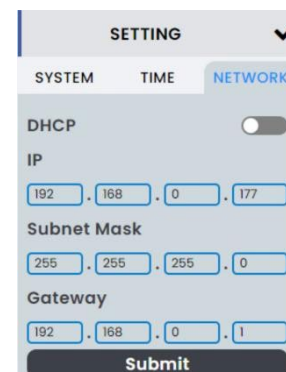 SETTING
SYSTEM TIME NETWORK
DHCP
IP
192 . 168 . 0 . 177
Subnet Mask
255 . 255 . 255 . 0
Gateway
192 . 168 . 0 . 1
Submit